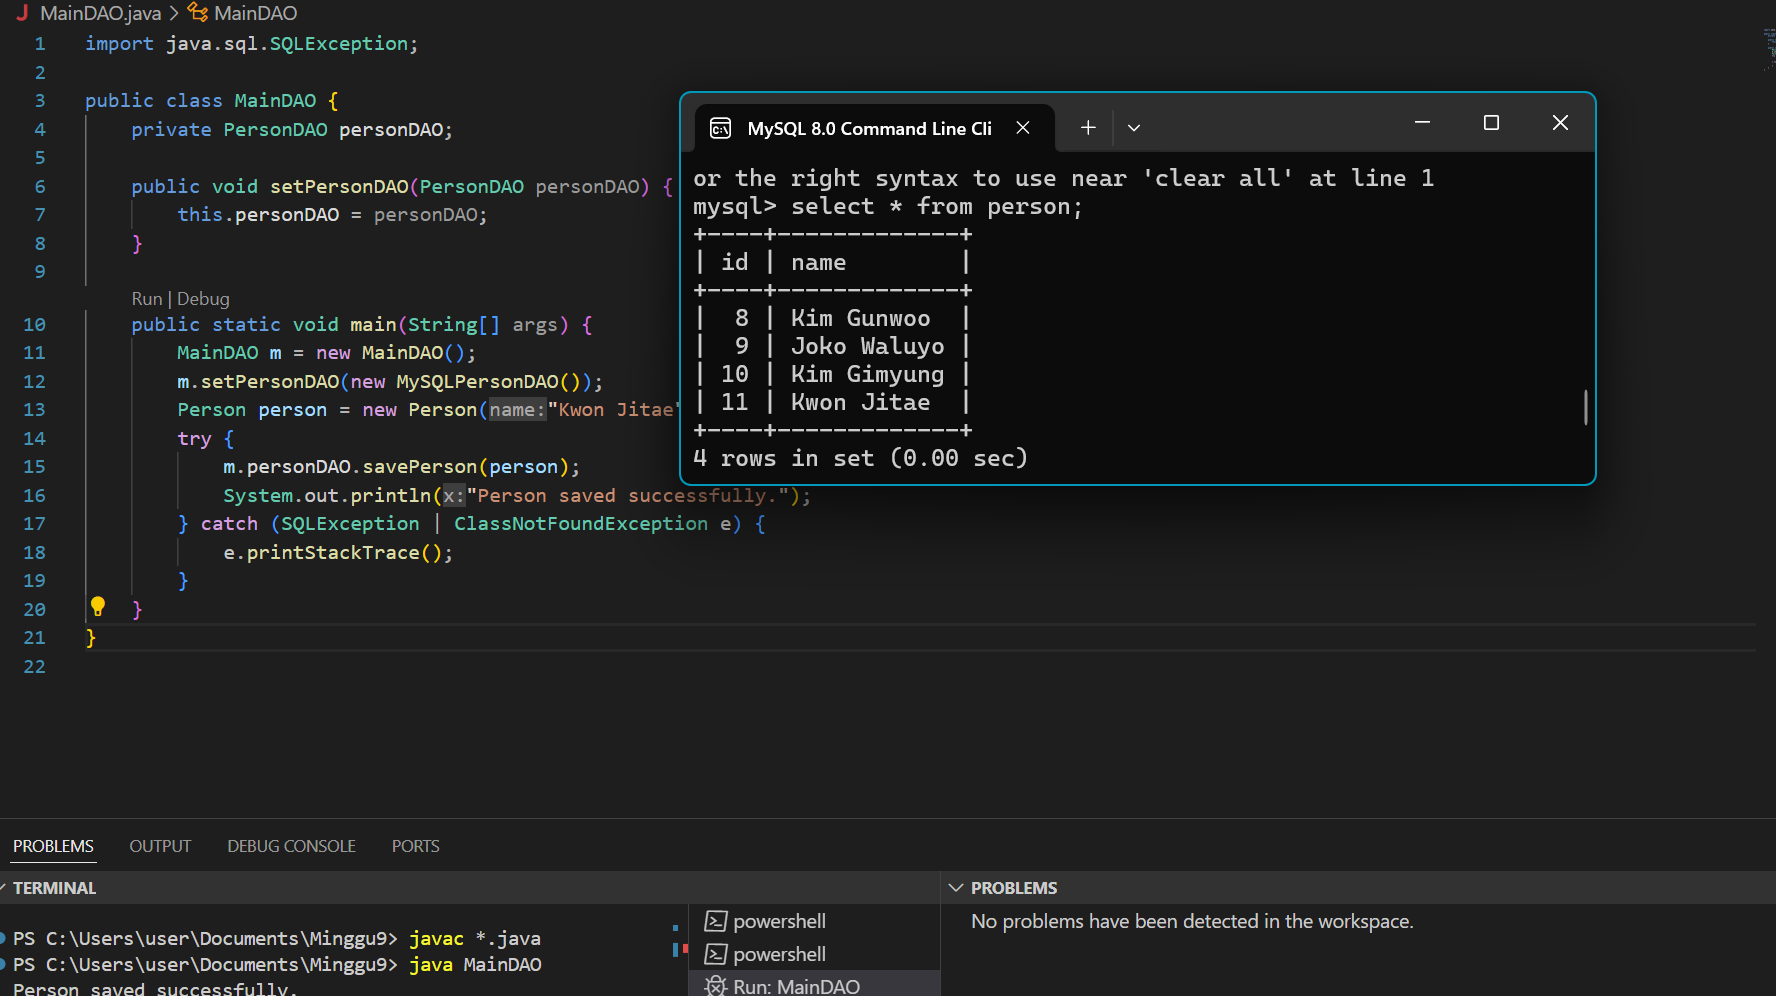 MainDAO.java > MainDAO
1 import java.sql.SQLException;
2
3 public class MainDAO {
4 private PersonDAO personDAO;
5
6 public void setPersonDAO(PersonDAO personDAO) {
7 this.personDAO = personDAO;
8 }
9
Run | Debug
10 public static void main(String[] args) {
11 MainDAO m = new MainDAO();
12 m.setPersonDAO(new MySQLPersonDAO());
13 Person person = new Person(name:"Kwon Jitae"
14 try {
15 m.personDAO.savePerson(person);
16 System.out.println(x:"Person saved successfully.");
17 } catch (SQLException | ClassNotFoundException e) {
18 e.printStackTrace();
19 }
20 }
21 }
22
MySQL 8.0 Command Line Cli
or the right syntax to use near 'clear all' at line 1
mysql> select * from person;
+----+-------------+
| id | name        |
+----+-------------+
|  8 | Kim Gunwoo  |
|  9 | Joko Waluyo |
| 10 | Kim Gimyung |
| 11 | Kwon Jitae  |
+----+-------------+
4 rows in set (0.00 sec)
PROBLEMS OUTPUT DEBUG CONSOLE PORTS
TERMINAL
PS C:\Users\user\Documents\Minggu9> javac *.java
PS C:\Users\user\Documents\Minggu9> java MainDAO
Person saved successfully.
powershell
powershell
Run: MainDAO
PROBLEMS
No problems have been detected in the workspace.